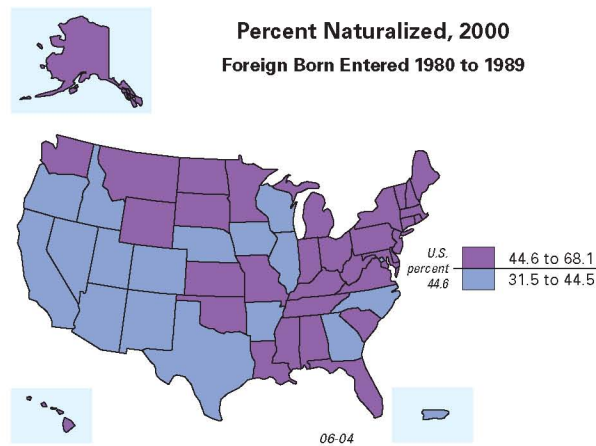 Percent Naturalized, 2000
Foreign Born Entered 1980 to 1989
U.S.
percent
44.6
44.6 to 68.1
31.5 to 44.5
06-04